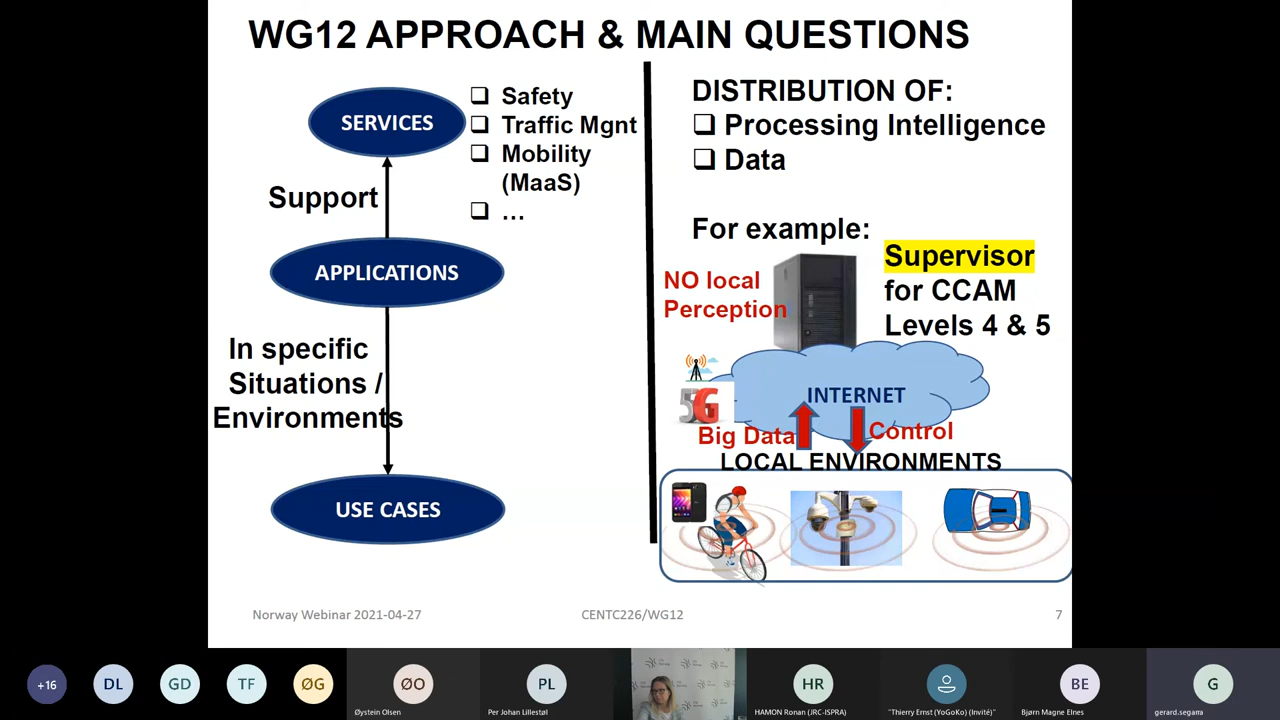 WG12 APPROACH & MAIN QUESTIONS
SERVICES
❑ Safety
❑ Traffic Mgnt
❑ Mobility
(MaaS)
❑ …
Support
APPLICATIONS
In specific
Situations /
Environments
USE CASES
DISTRIBUTION OF:
❑ Processing Intelligence
❑ Data
For example:
NO local
Perception
Supervisor
for CCAM
Levels 4 & 5
5G
INTERNET
Big Data
Control
LOCAL ENVIRONMENTS
Norway Webinar 2021-04-27
CENTC226/WG12
7
+16
DL
GD
TF
ØG
ØO
Øystein Olsen
PL
Per Johan Lillestøl
HR
HAMON Ronan (JRC-ISPRA)
"Thierry Ernst (YoGoKo) (Invité)"
BE
Bjørn Magne Elnes
G
gerard.segarra